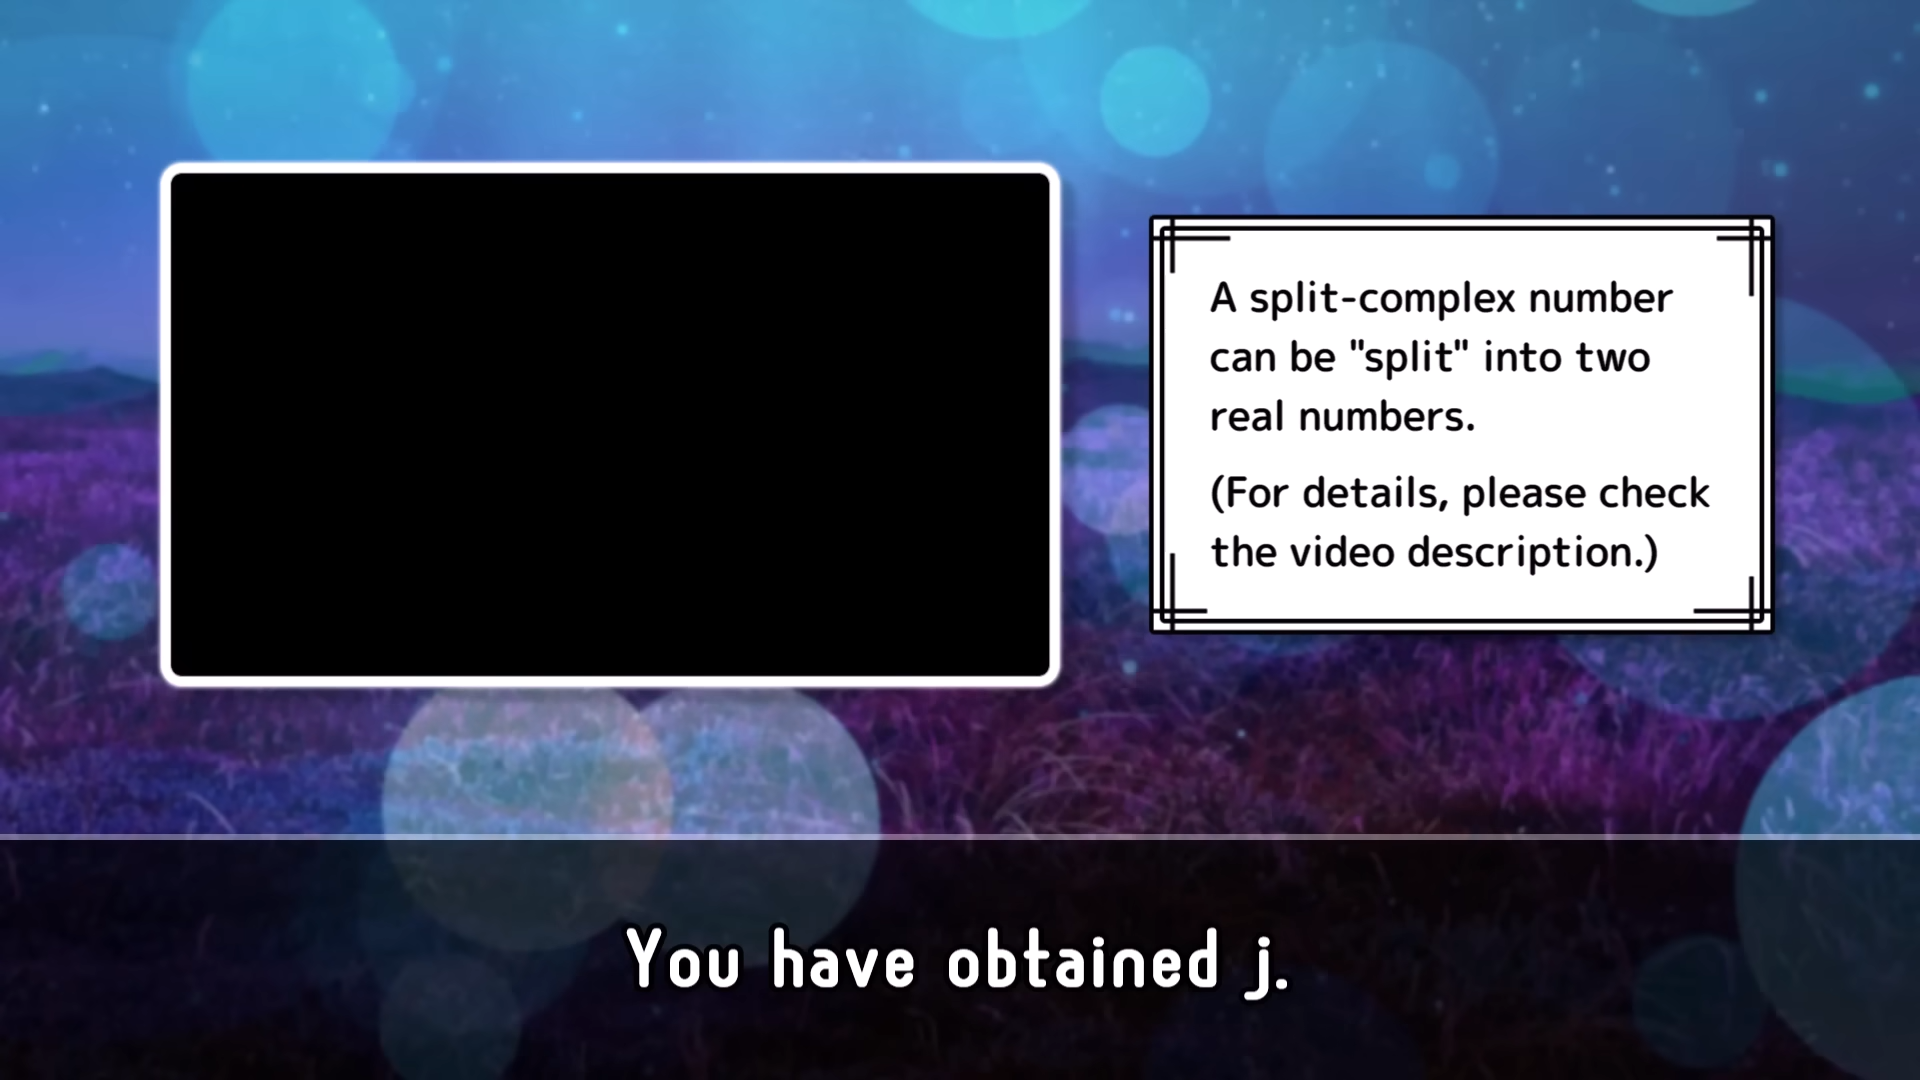 A split-complex number
can be "split" into two
real numbers.
(For details, please check
the video description.)
You have obtained j.